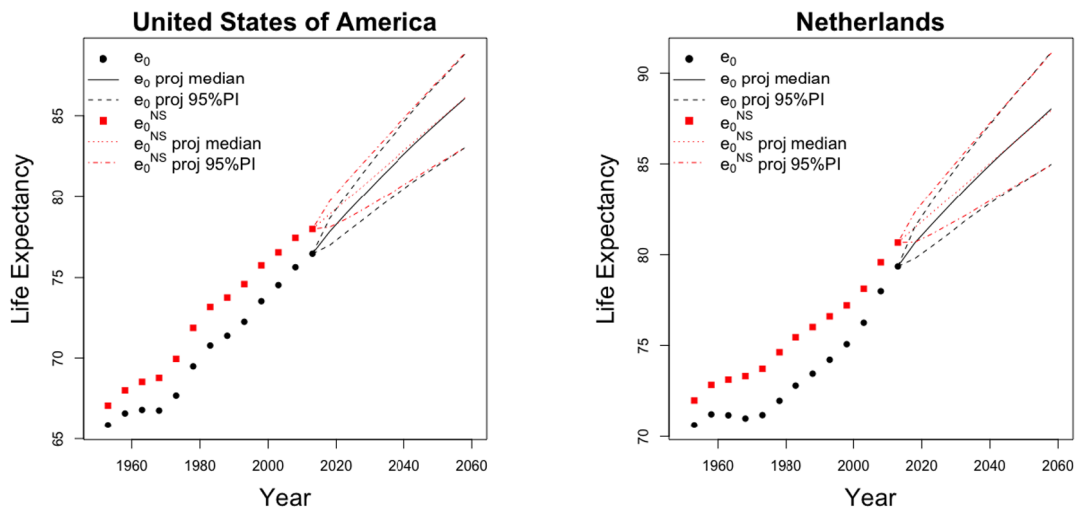 United States of America
e0
e0 proj median
e0 proj 95%PI
e0NS
e0NS proj median
e0NS proj 95%PI
Life Expectancy
85
80
75
70
65
1960 1980 2000 2020 2040 2060
Year
Netherlands
e0
e0 proj median
e0 proj 95%PI
e0NS
e0NS proj median
e0NS proj 95%PI
Life Expectancy
90
85
80
75
70
1960 1980 2000 2020 2040 2060
Year